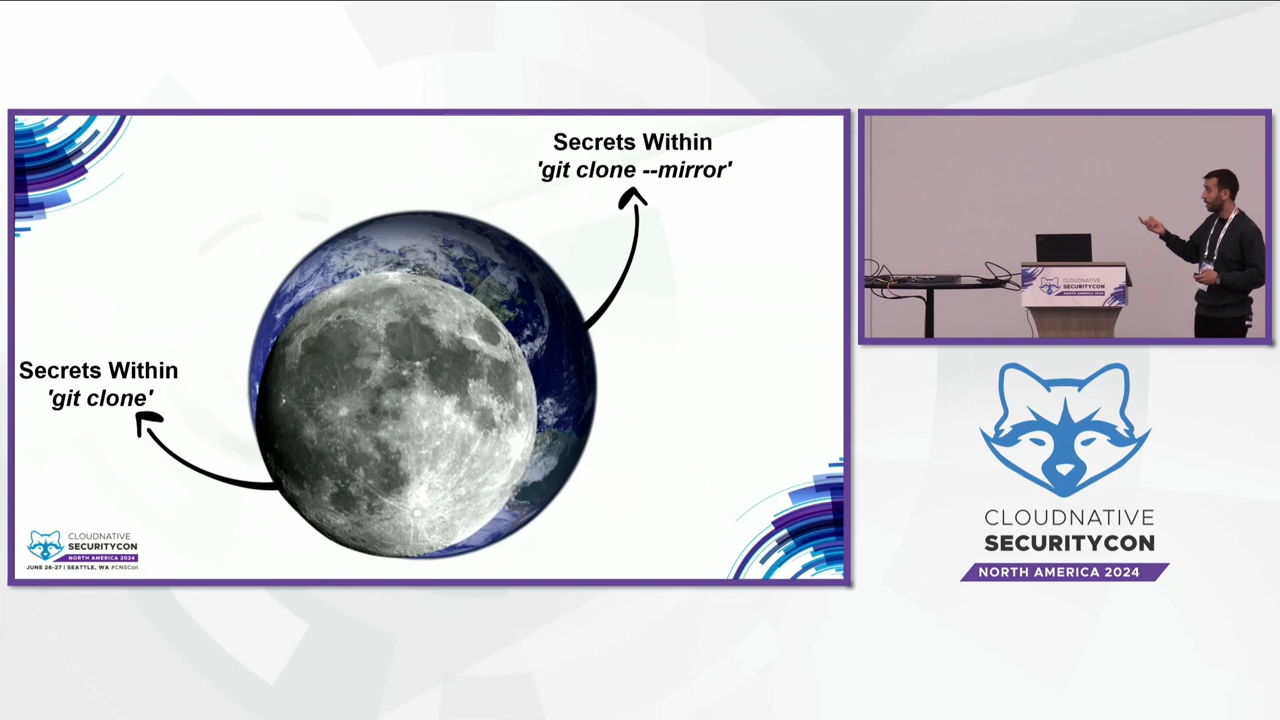 Secrets Within
'git clone --mirror'
Secrets Within
'git clone'
CLOUDNATIVE
SECURITYCON
NORTH AMERICA 2024
JUNE 26-27 | SEATTLE, WA #CNSCon
CLOUDNATIVE
SECURITYCON
NORTH AMERICA 2024
CLOUDNATIVE
SECURITYCON
NORTH AMERICA 2024